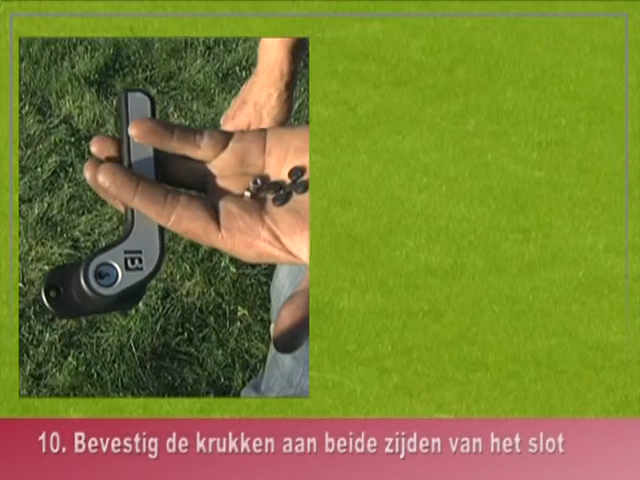 10. Bevestig de krukken aan beide zijden van het slot